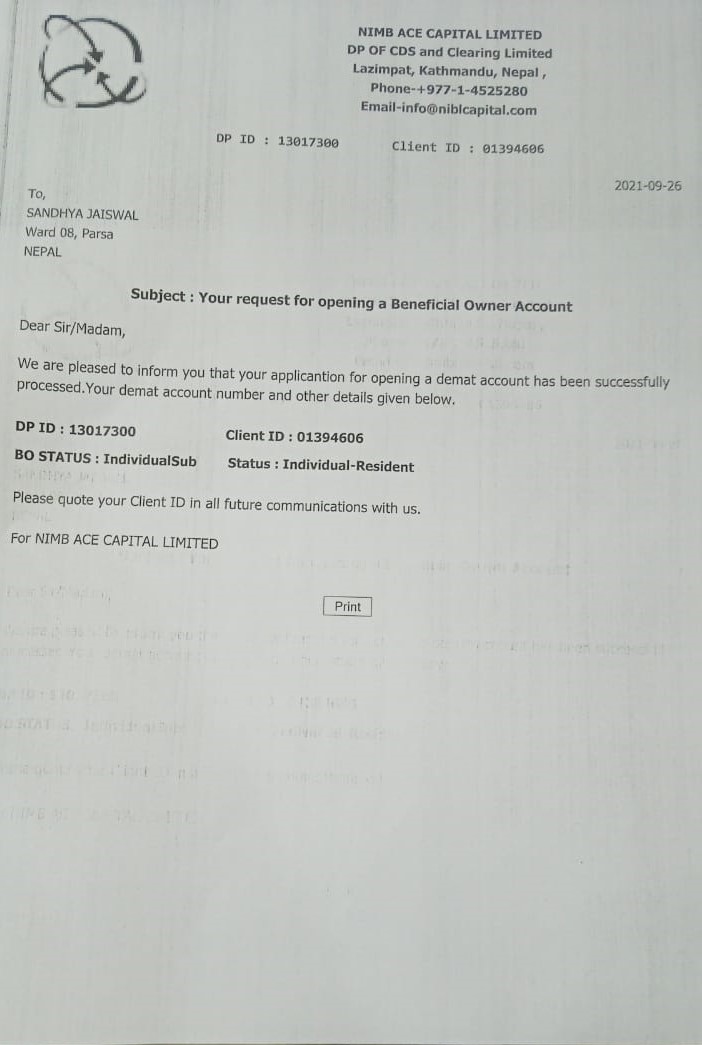 NIMB ACE CAPITAL LIMITED
DP OF CDS and Clearing Limited
Lazimpat, Kathmandu, Nepal ,
Phone-+977-1-4525280
Email-info@niblcapital.com
DP ID : 13017300 Client ID : 01394606
2021-09-26
To,
SANDHYA JAISWAL
Ward 08, Parsa
NEPAL
Subject : Your request for opening a Beneficial Owner Account
Dear Sir/Madam,
We are pleased to inform you that your applicantion for opening a demat account has been successfully
processed.Your demat account number and other details given below.
DP ID : 13017300 Client ID : 01394606
BO STATUS : IndividualSub Status : Individual-Resident
Please quote your Client ID in all future communications with us.
For NIMB ACE CAPITAL LIMITED
Print